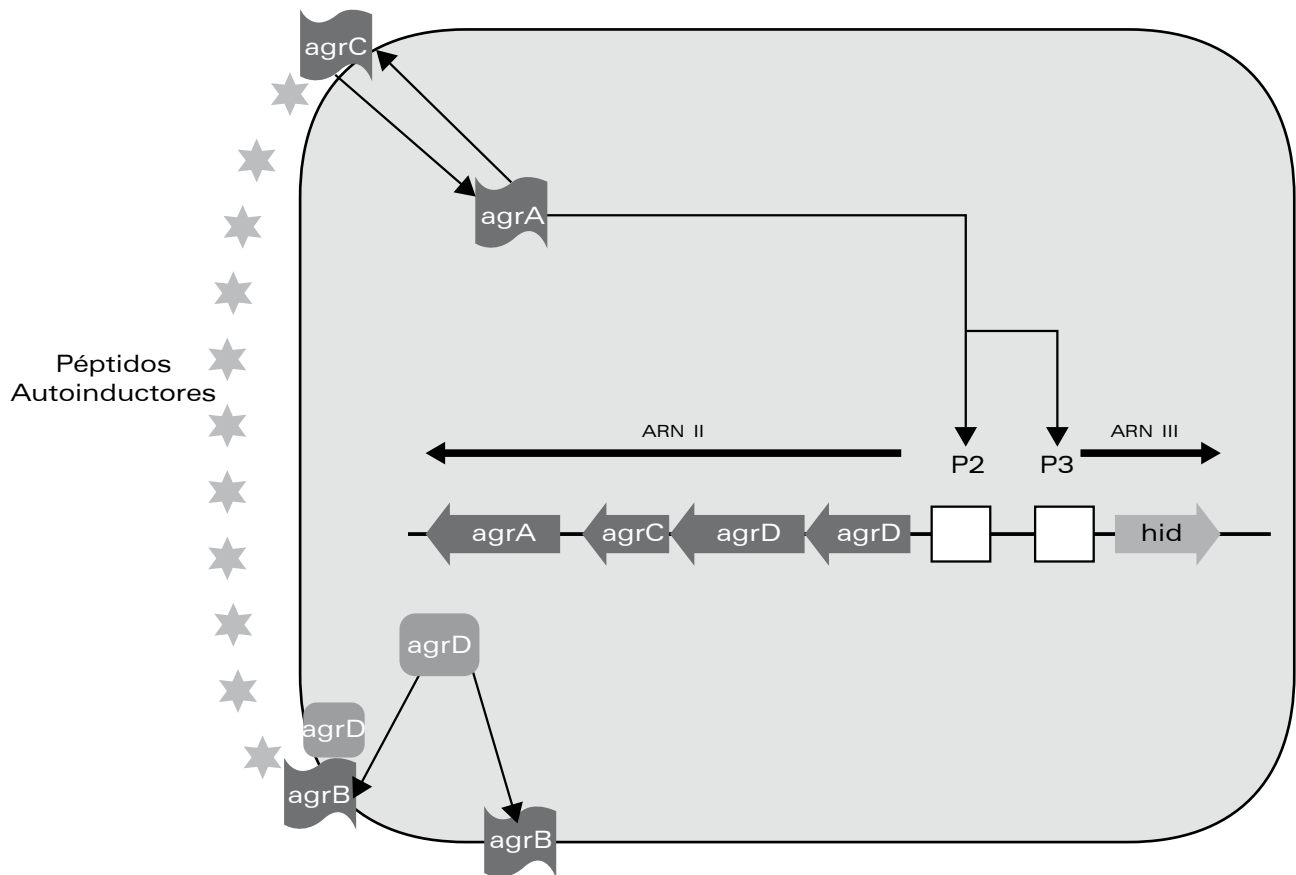 agrC
agrA
Péptidos
Autoinductores
ARN II
ARN III
P2
P3
agrA
agrC
agrD
agrD
hid
agrD
agrD
agrB
agrB